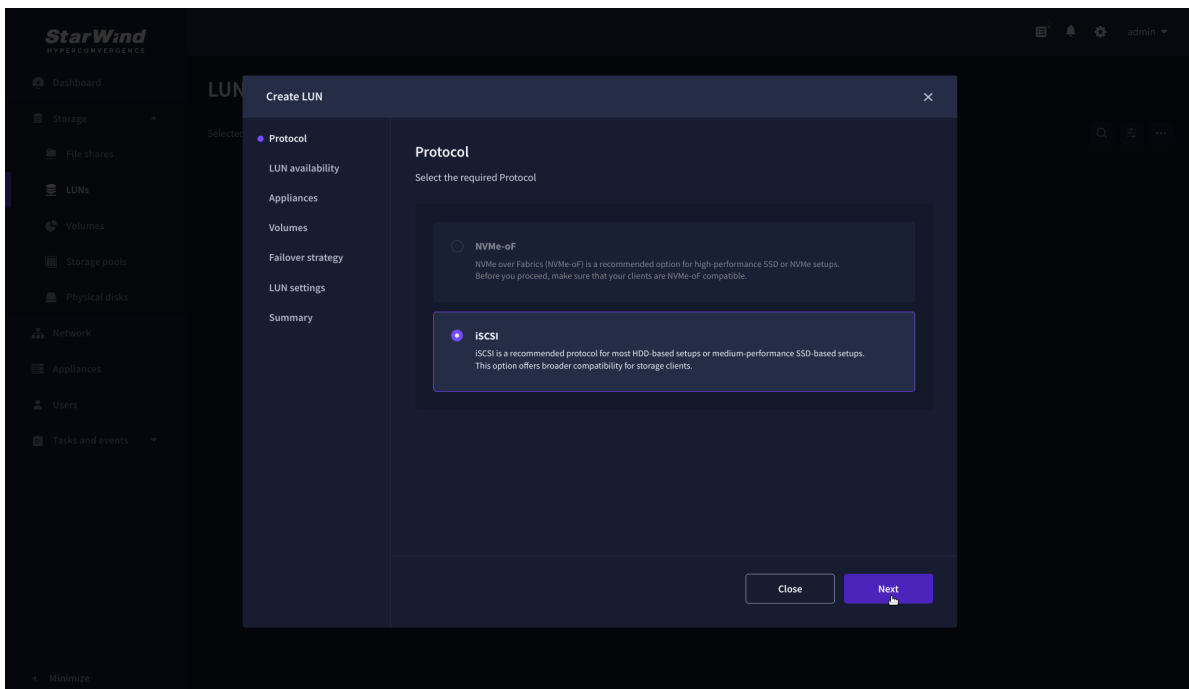 StarWind
HYPERCONVERGENCE
admin
Dashboard
Storage
File shares
LUNs
Volumes
Storage pools
Physical disks
Network
Appliances
Users
Tasks and events
Minimize
LUN
Selected
Create LUN
Protocol
LUN availability
Appliances
Volumes
Failover strategy
LUN settings
Summary
Protocol
Select the required Protocol
NVMe-oF
NVMe over Fabrics (NVMe-oF) is a recommended option for high-performance SSD or NVMe setups.
Before you proceed, make sure that your clients are NVMe-oF compatible.
iSCSI
iSCSI is a recommended protocol for most HDD-based setups or medium-performance SSD-based setups.
This option offers broader compatibility for storage clients.
Close
Next